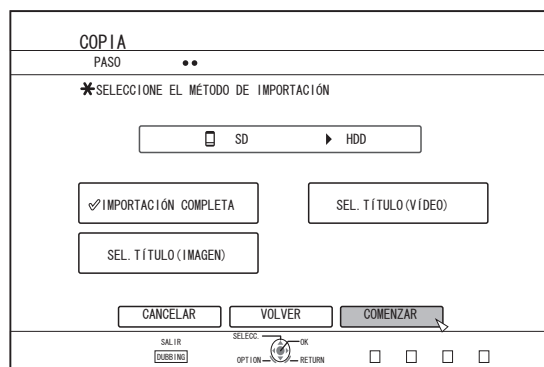 COPIA
PASO
*SELECCIONE EL MÉTODO DE IMPORTACIÓN
SD ▶ HDD
✓IMPORTACIÓN COMPLETA
SEL. TÍTULO(VÍDEO)
SEL. TÍTULO(IMAGEN)
CANCELAR
VOLVER
COMENZAR
SALIR
DUBBING
SELECC.
OK
OPTION
RETURN